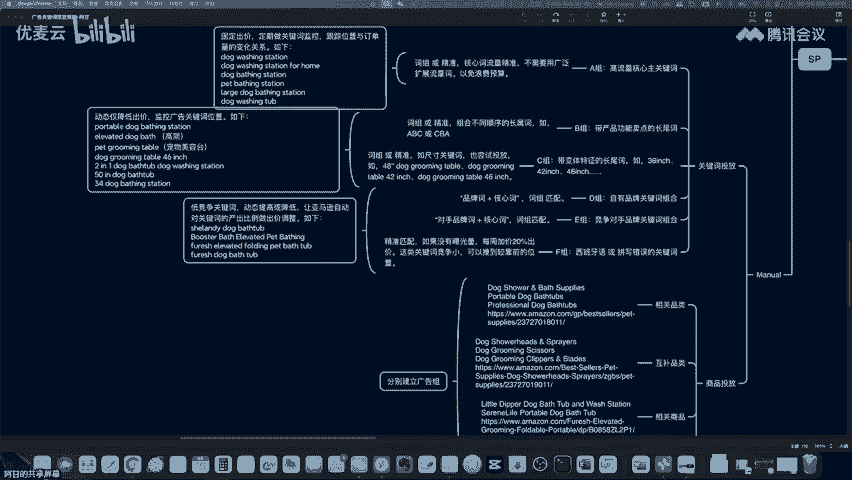 优麦云 bilibili
腾讯会议
SP
固定出价，定期做关键词监控，跟踪位置与订单
量的变化关系。如下：
dog washing station
dog washing station for home
dog bathing station
pet bathing station
large dog bathing station
dog washing tub
词组 或 精准，核心词流量精准、不需要用广泛
扩展流量词，以免浪费预算。
A组：高流量核心主关键词
动态仅降低出价，监控广告关键词位置。如下：
portable dog bathing station
elevated dog bath （高院）
pet grooming table（宠物美容台）
dog grooming table 46 inch
2 in 1 dog bathtub dog washing station
50 in dog bathtub
34 dog bathing station
词组 或 精准，组合不同顺序的长尾词，如，
ABC 或 CBA
B组：带产品功能卖点的长尾词
词组 或 精准，如尺寸关键词，也尝试投放。
如，48" dog grooming table、dog grooming
table 42 inch、dog grooming table 46 inch。
C组：带变体特征的长尾词。如，36inch、
42inch、46inch......
关键词投放
低竞争关键词，动态提高或降低，让亚马逊自动
对关键词的产出比例做出价调整。如下：
shelandy dog bathtub
Booster Bath Elevated Pet Bathing
furesh elevated folding pet bath tub
furesh dog bath tub
“品牌词 + 核心词”，词组 匹配。
D组：自有品牌关键词组合
“对手品牌词 + 核心词”，词组匹配。
E组：竞争对手品牌关键词组合
精准匹配，如果没有曝光量，每周加价20%出
价。这类关键词竞争小，可以推到较靠前的位
置。
F组：西班牙语 或 拼写错误的关键词
Manual
Dog Shower & Bath Supplies
Portable Dog Bathtubs
Professional Dog Bathtubs
https://www.amazon.com/gp/bestsellers/pet-
supplies/23727018011/
相关品类
Dog Showerheads & Sprayers
Dog Grooming Scissors
Dog Grooming Clippers & Blades
https://www.amazon.com/Best-Sellers-Pet-
Supplies-Dog-Showerheads-Sprayers/zgbs/pet-
supplies/23727019011/
互补品类
分别建立广告组
商品投放
Little Dipper Dog Bath Tub and Wash Station
SereneLife Portable Dog Bath Tub
https://www.amazon.com/Furesh-Elevated-
Grooming-Foldable-Portable/dp/B0858ZL2P1/
相关商品
阿日的共享屏幕